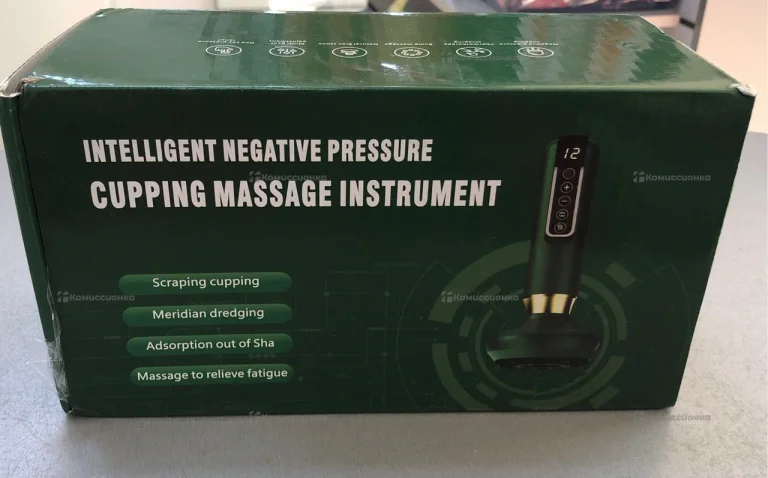 INTELLIGENT NEGATIVE PRESSURE
CUPPING MASSAGE INSTRUMENT
12
Scraping cupping
Meridian dredging
Adsorption out of Sha
Massage to relieve fatigue
Комиссионка
Комиссионка
Комиссионка
Комиссионка